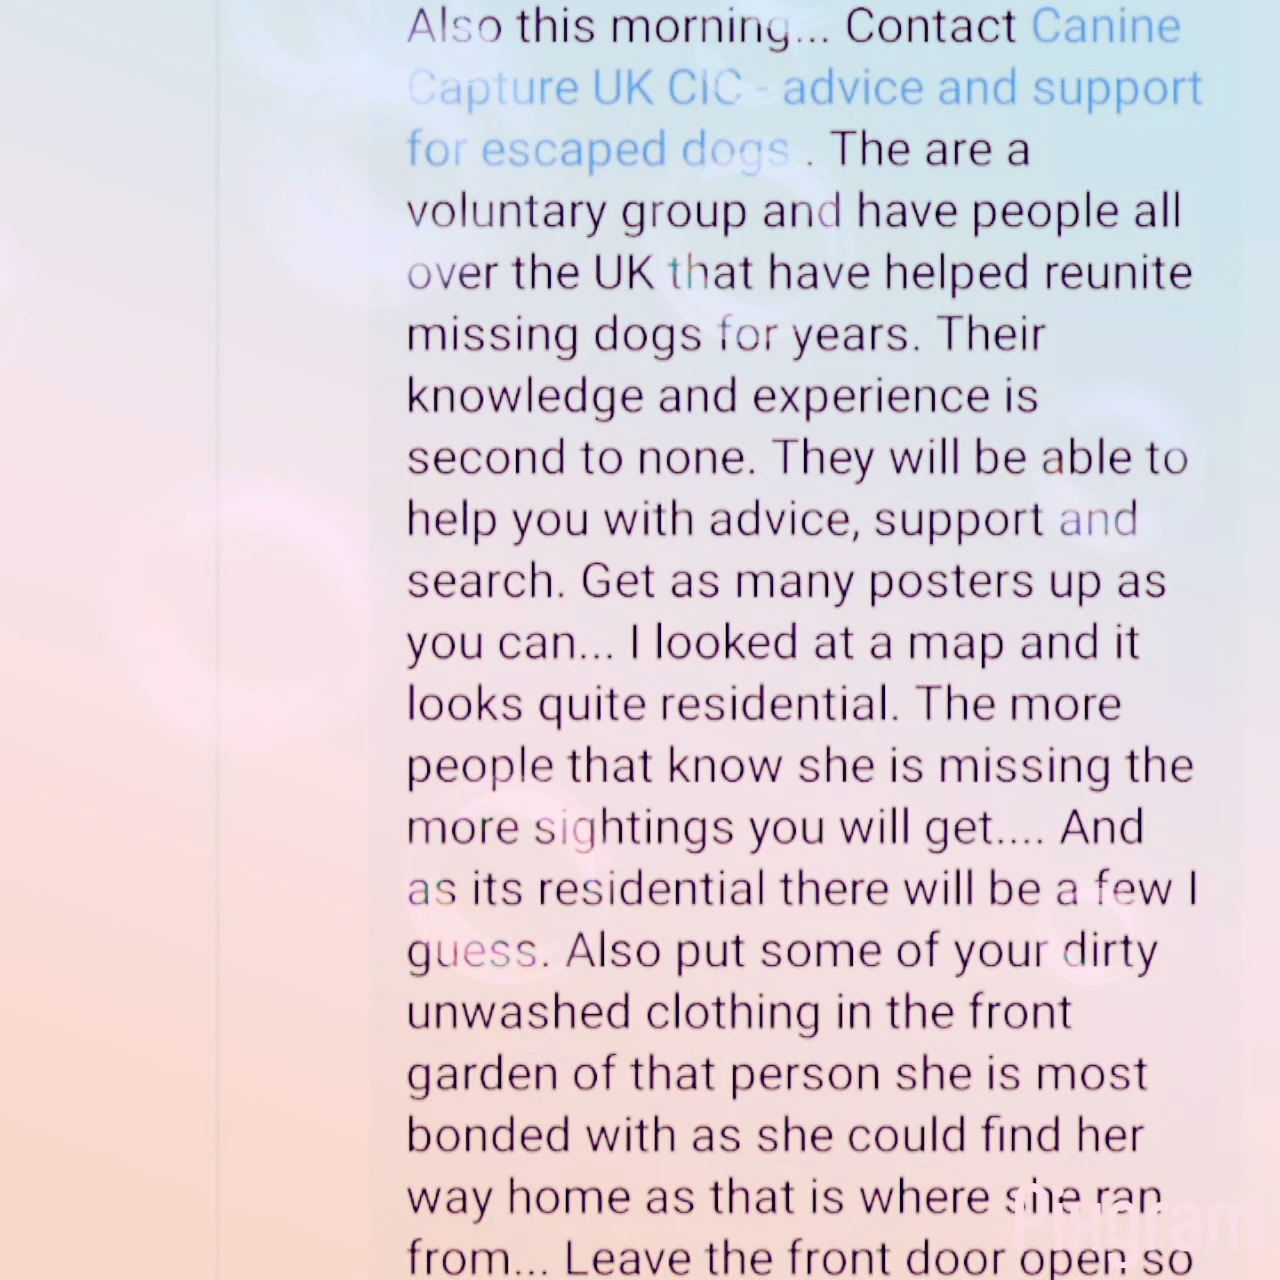 Also this morning... Contact Canine
Capture UK CIC - advice and support
for escaped dogs . The are a
voluntary group and have people all
over the UK that have helped reunite
missing dogs for years. Their
knowledge and experience is
second to none. They will be able to
help you with advice, support and
search. Get as many posters up as
you can... I looked at a map and it
looks quite residential. The more
people that know she is missing the
more sightings you will get.... And
as its residential there will be a few I
guess. Also put some of your dirty
unwashed clothing in the front
garden of that person she is most
bonded with as she could find her
way home as that is where she ran
from... Leave the front door open so
Pixgram